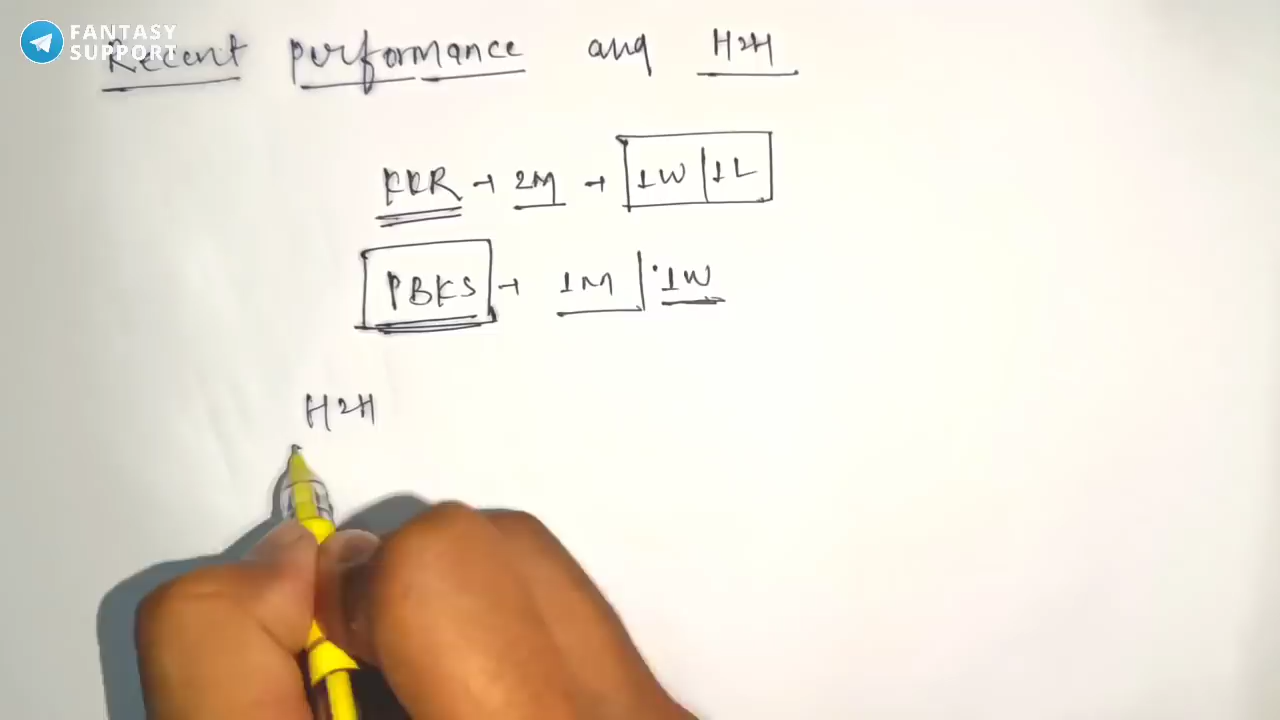 FANTASY
SUPPORT
Recent performance and H2H
KKR → 2M → 1W | 1L
PBKS → 1M | 1W
H2H